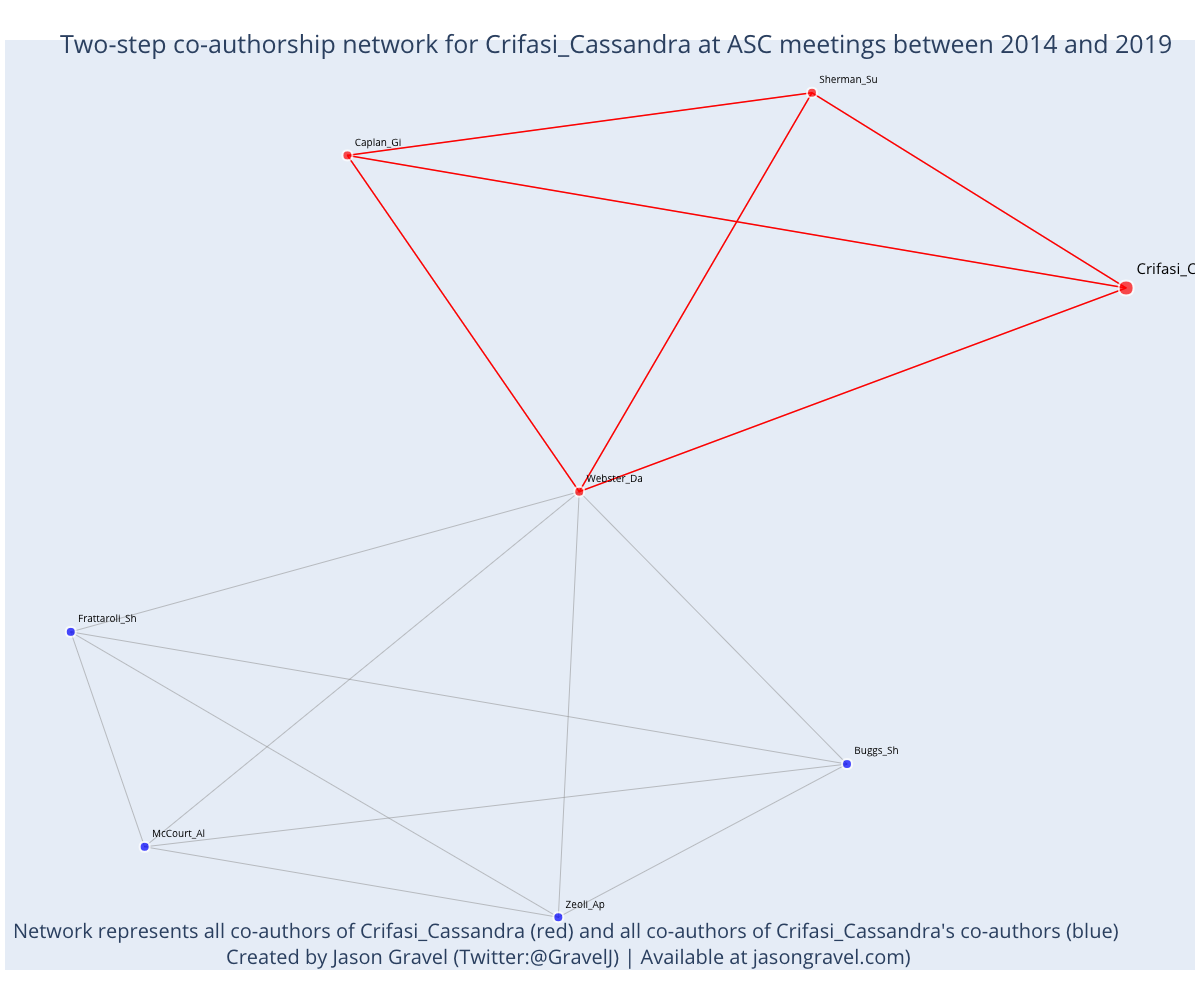 Two-step co-authorship network for Crifasi_Cassandra at ASC meetings between 2014 and 2019
Sherman_Su
Caplan_Gi
Crifasi_C
Webster_Da
Frattaroli_Sh
Buggs_Sh
McCourt_Al
Zeoli_Ap
Network represents all co-authors of Crifasi_Cassandra (red) and all co-authors of Crifasi_Cassandra's co-authors (blue)
Created by Jason Gravel (Twitter:@GravelJ) | Available at jasongravel.com)